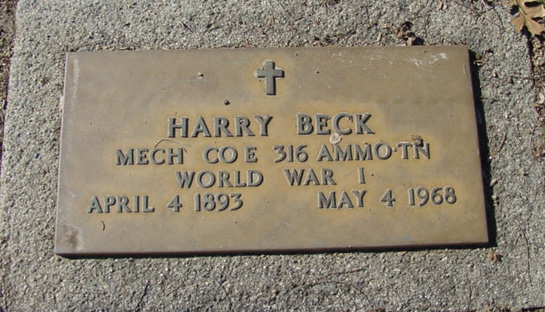 HARRY BECK
MECH CO E 316 AMMO TN
WORLD WAR I
APRIL 4 1893 MAY 4 1968